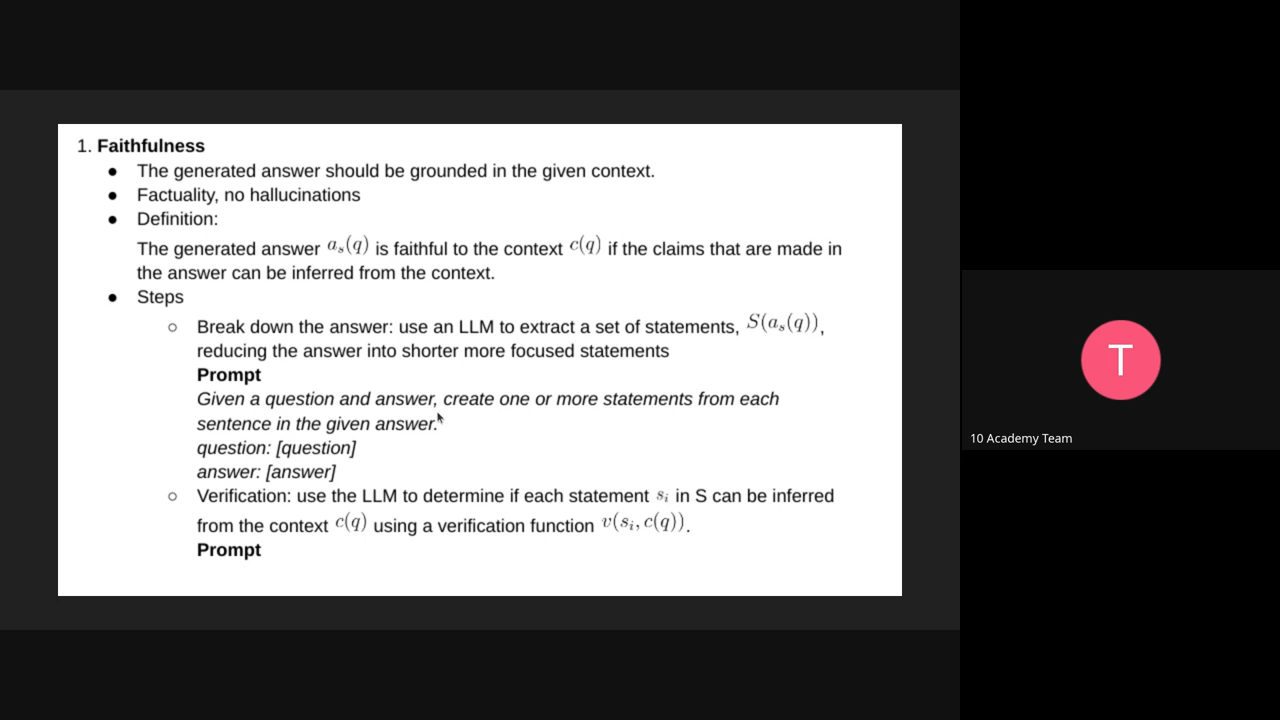 1. Faithfulness
● The generated answer should be grounded in the given context.
● Factuality, no hallucinations
● Definition:
The generated answer a_s(q) is faithful to the context c(q) if the claims that are made in
the answer can be inferred from the context.
● Steps
○ Break down the answer: use an LLM to extract a set of statements, S(a_s(q)),
reducing the answer into shorter more focused statements
Prompt
Given a question and answer, create one or more statements from each
sentence in the given answer.
question: [question]
answer: [answer]
○ Verification: use the LLM to determine if each statement s_i in S can be inferred
from the context c(q) using a verification function v(s_i, c(q)).
Prompt
T
10 Academy Team